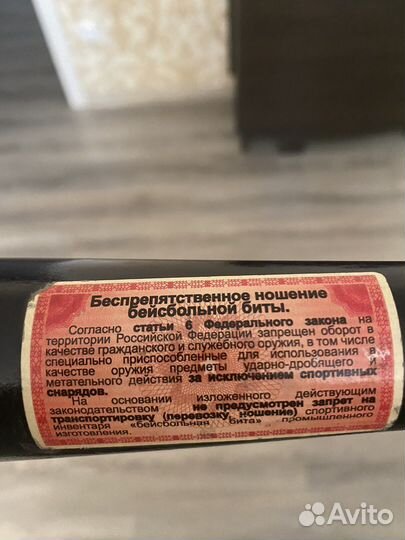 Беспрепятственное ношение
бейсбольной биты.
Согласно статьи 6 Федерального закона на
территории Российской Федерации запрещен оборот в
качестве гражданского и служебного оружия, в том числе
специально приспособленные для использования в
качестве оружия предметы ударно-дробящего и
метательного действия за исключением спортивных
снарядов.
На основании изложенного действующим
законодательством не предусмотрен запрет на
транспортировку (перевозку, ношение) спортивного
инвентаря «бейсбольная бита» промышленного
изготовления.
Avito